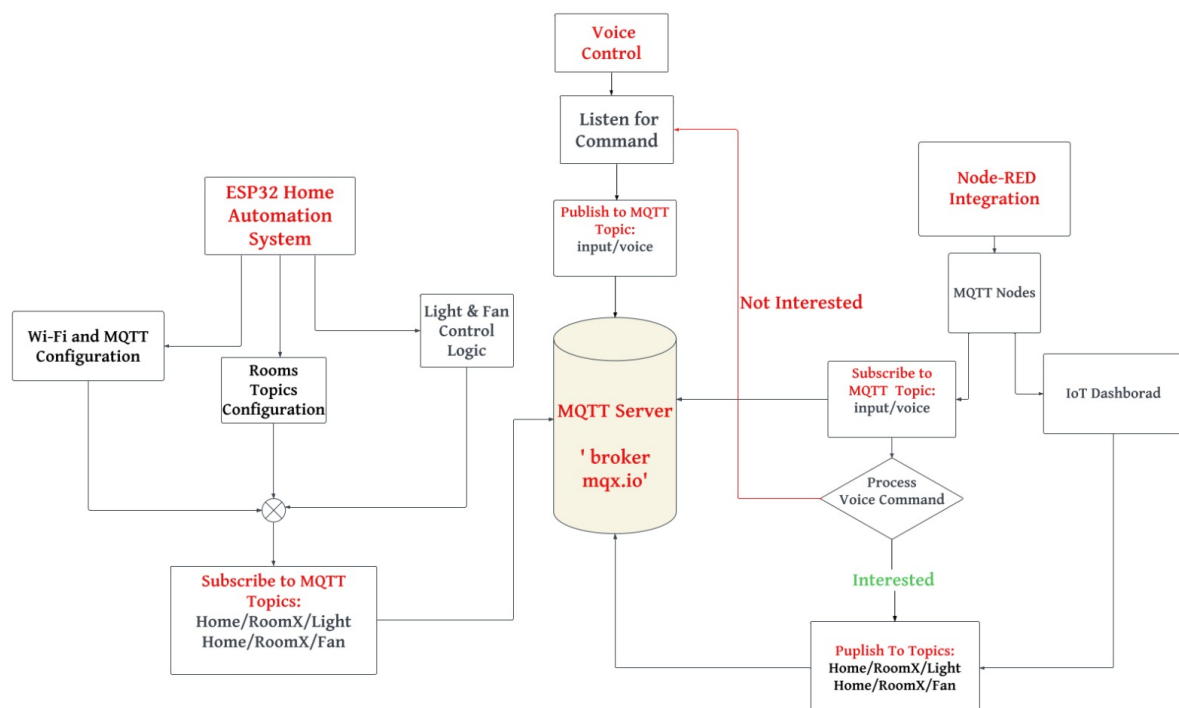 Voice
Control
Listen for
Command
Publish to MQTT
Topic:
input/voice
ESP32 Home
Automation
System
Wi-Fi and MQTT
Configuration
Rooms
Topics
Configuration
Light & Fan
Control
Logic
Subscribe to MQTT
Topics:
Home/RoomX/Light
Home/RoomX/Fan
MQTT Server
' broker
mqx.io'
Not Interested
Node-RED
Integration
MQTT Nodes
Subscribe to
MQTT Topic:
input/voice
IoT Dashborad
Process
Voice Command
Interested
Puplish To Topics:
Home/RoomX/Light
Home/RoomX/Fan